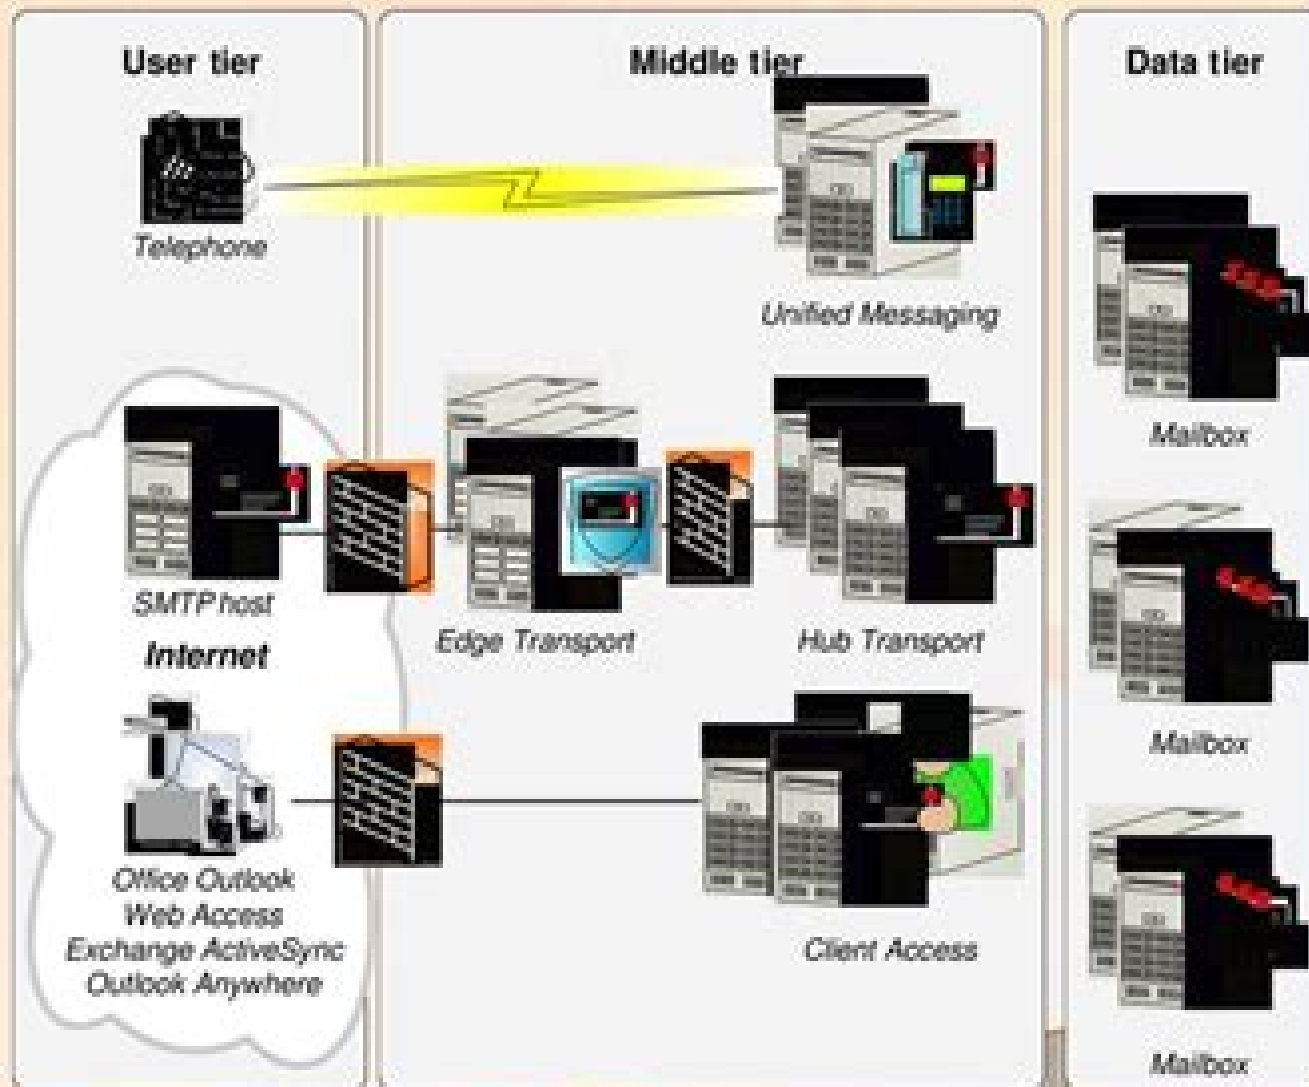 User tier
Middle tier
Data tier
Telephone
Unified Messaging
Mailbox
SMTP host
Edge Transport
Hub Transport
Internet
Mailbox
Office Outlook
Web Access
Exchange ActiveSync
Outlook Anywhere
Client Access
Mailbox